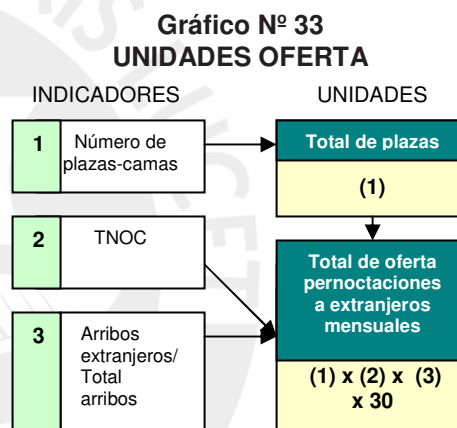 Gráfico Nº 33
UNIDADES OFERTA
INDICADORES
UNIDADES
1
Número de
plazas-camas
Total de plazas
(1)
2
TNOC
Total de oferta
pernoctaciones
a extranjeros
mensuales
3
Arribos
extranjeros/
Total
arribos
(1) x (2) x (3)
x 30